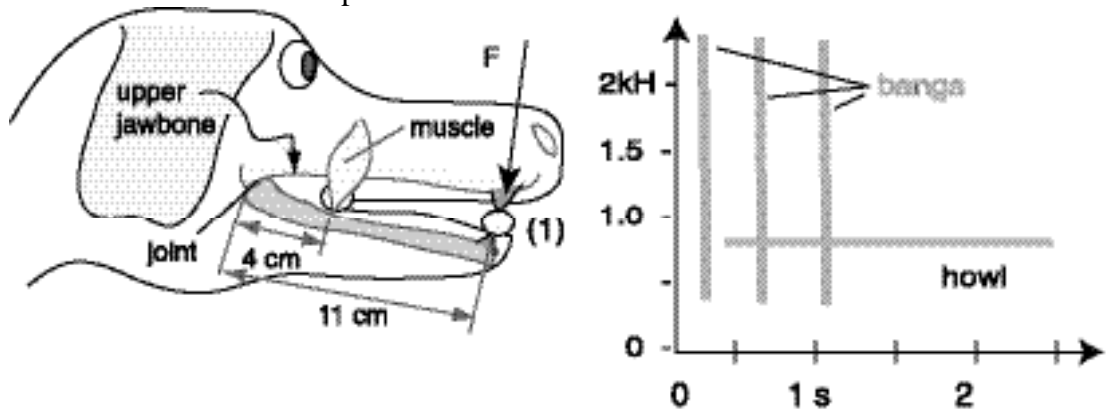 upper
jawbone
F
muscle
joint
4 cm
(1)
11 cm
2kH
1.5
1.0
0
bangs
howl
0
1 s
2